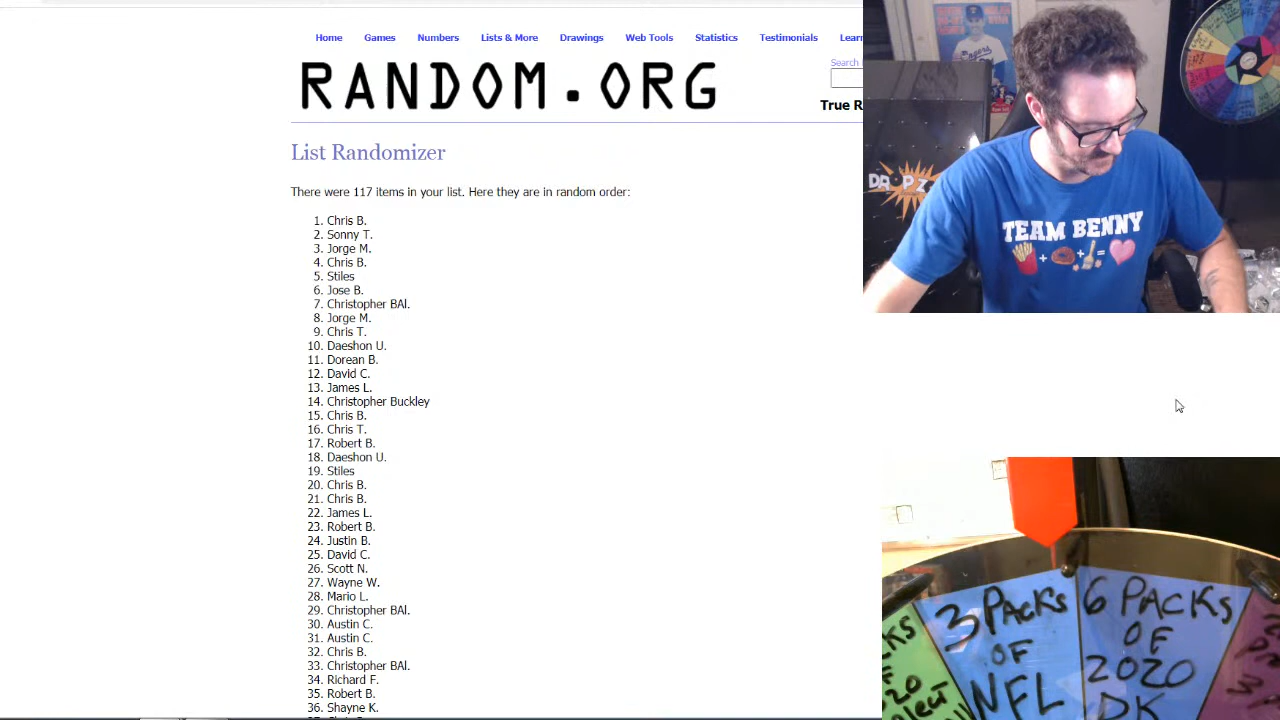 Home Games Numbers Lists & More Drawings Web Tools Statistics Testimonials Learn
RANDOM.ORG
Search
True R
List Randomizer
There were 117 items in your list. Here they are in random order:
1. Chris B.
2. Sonny T.
3. Jorge M.
4. Chris B.
5. Stiles
6. Jose B.
7. Christopher BAl.
8. Jorge M.
9. Chris T.
10. Daeshon U.
11. Dorean B.
12. David C.
13. James L.
14. Christopher Buckley
15. Chris B.
16. Chris T.
17. Robert B.
18. Daeshon U.
19. Stiles
20. Chris B.
21. Chris B.
22. James L.
23. Robert B.
24. Justin B.
25. David C.
26. Scott N.
27. Wayne W.
28. Mario L.
29. Christopher BAl.
30. Austin C.
31. Austin C.
32. Chris B.
33. Christopher BAl.
34. Richard F.
35. Robert B.
36. Shayne K.
DROPZ
TEAM BENNY
+ + =
3 PACKS
OF
NFL
6 PACKS
OF
2020
DK